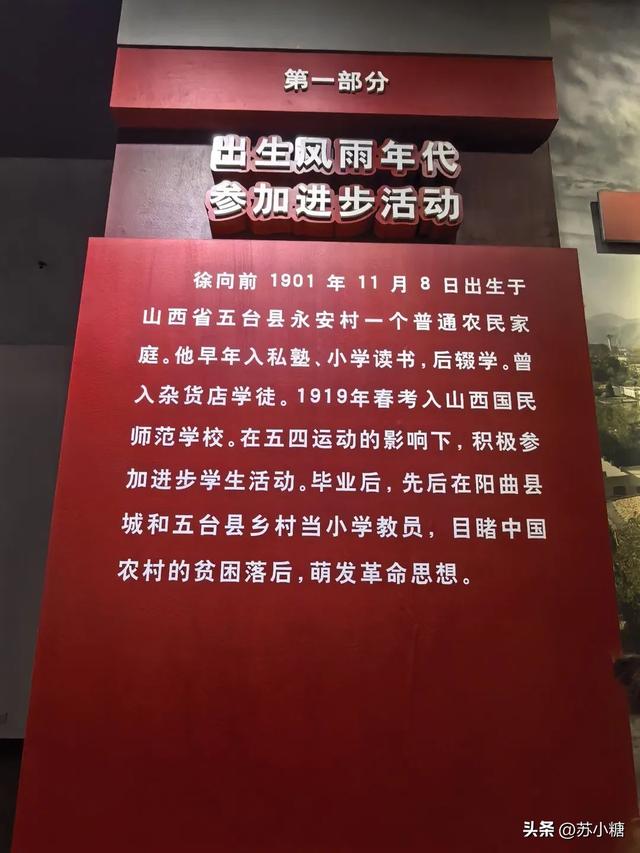 第一部分
出生风雨年代
参加进步活动
徐向前 1901 年 11 月 8 日出生于
山西省五台县永安村一个普通农民家
庭。他早年入私塾、小学读书，后辍学。曾
入杂货店学徒。1919年春考入山西国民
师范学校。在五四运动的影响下，积极参
加进步学生活动。毕业后，先后在阳曲县
城和五台县乡村当小学教员，目睹中国
农村的贫困落后，萌发革命思想。
头条 @苏小糖